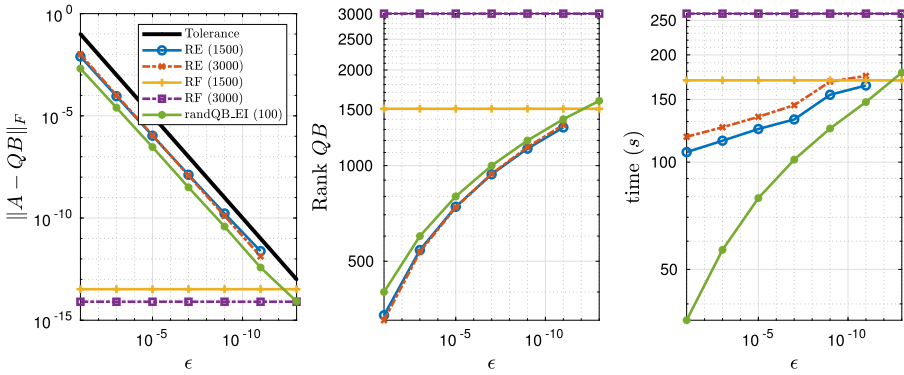 10^0
10^-5
10^-10
10^-15
‖A − QB‖_F
10^-5
10^-10
ϵ
Tolerance
RE (1500)
RE (3000)
RF (1500)
RF (3000)
randQB_EI (100)
3000
2000
1500
1000
500
Rank QB
10^-5
10^-10
ϵ
250
150
100
50
time (s)
10^-5
10^-10
ϵ